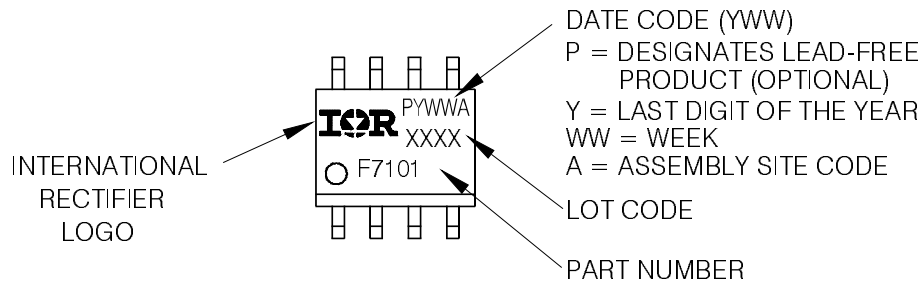 DATE CODE (YWW)
P = DESIGNATES LEAD-FREE
PRODUCT (OPTIONAL)
Y = LAST DIGIT OF THE YEAR
WW = WEEK
A = ASSEMBLY SITE CODE
PYWWA
IOR
XXXX
F7101
INTERNATIONAL
RECTIFIER
LOGO
LOT CODE
PART NUMBER